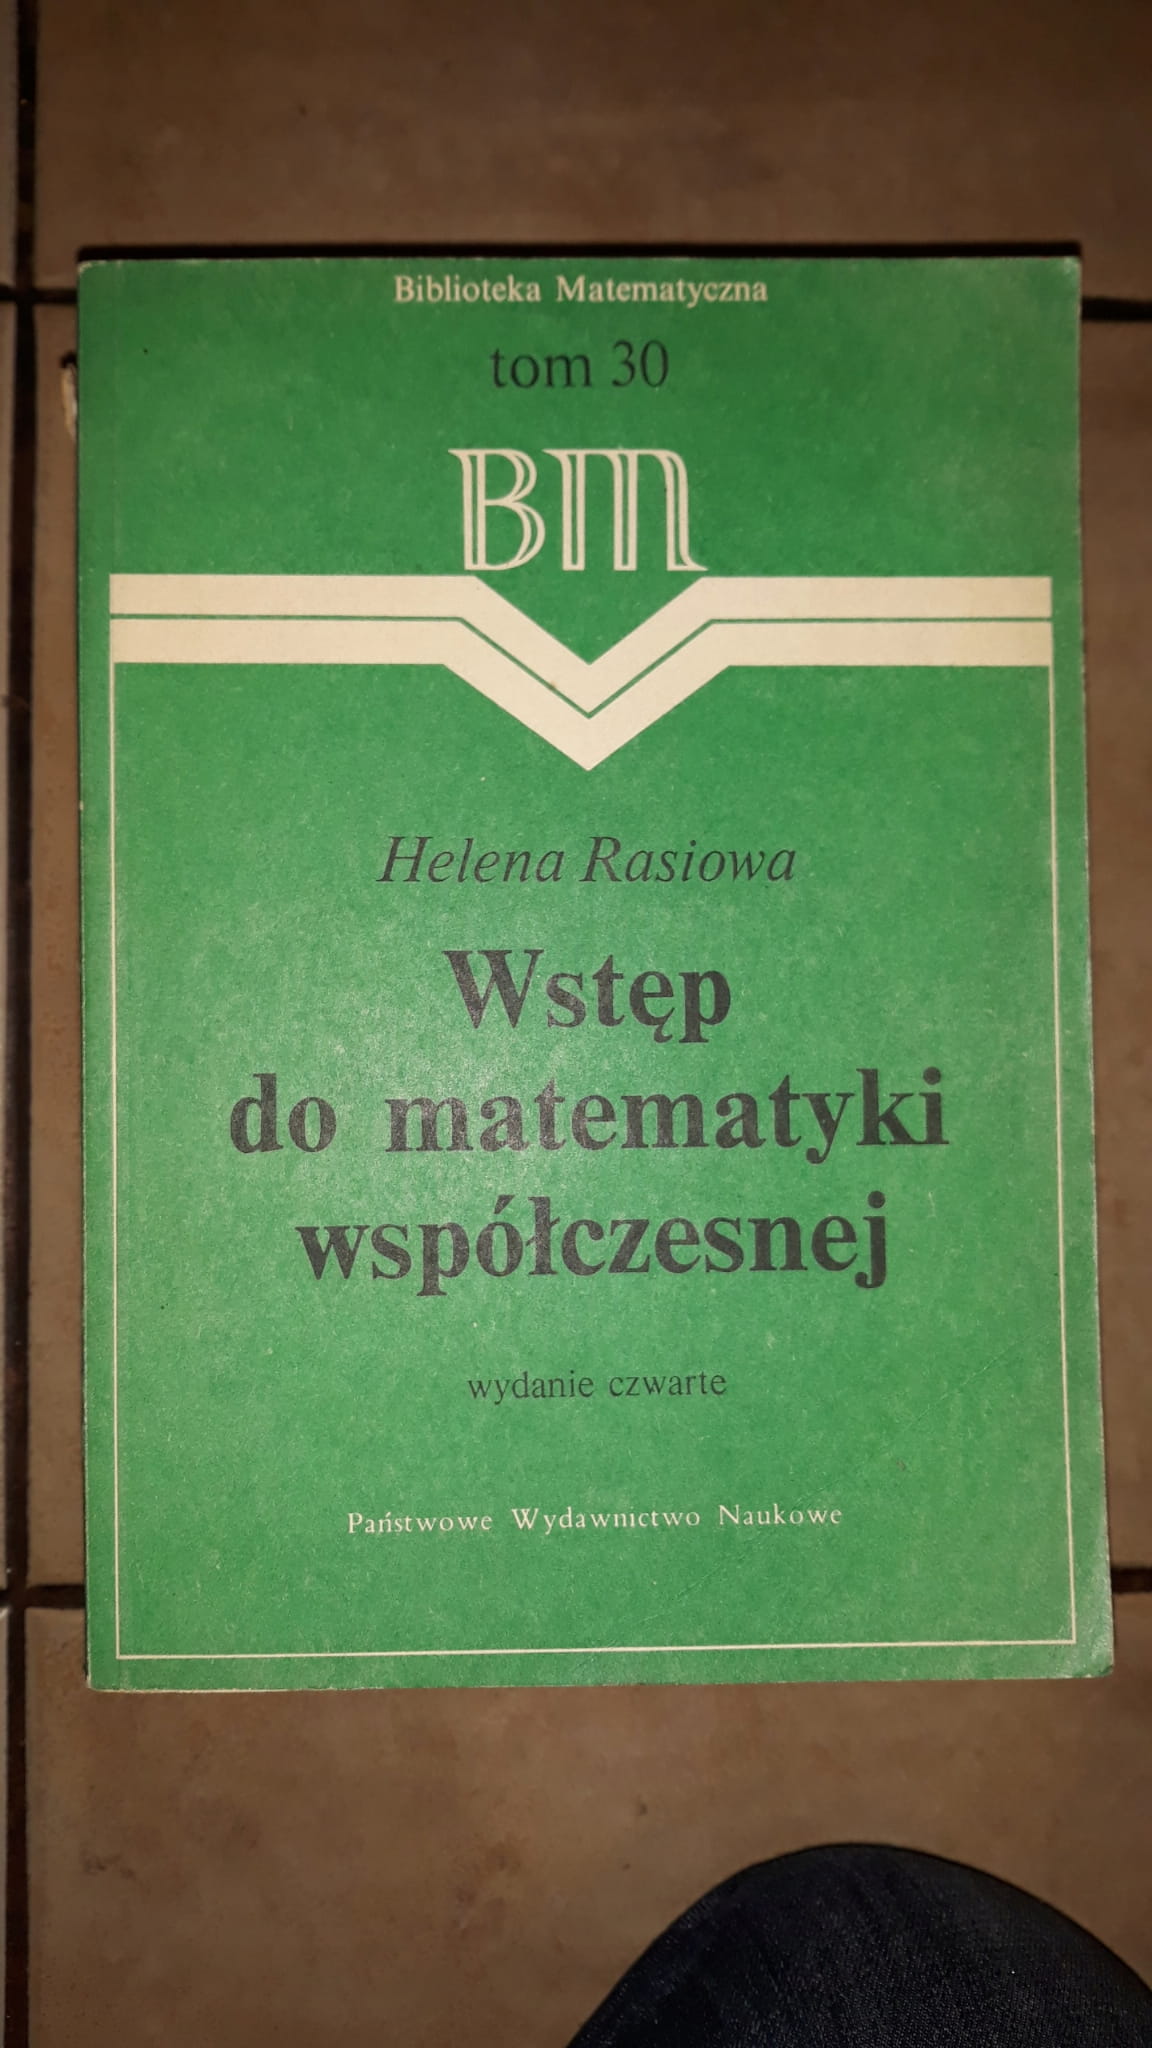 Biblioteka Matematyczna
tom 30
BM
Helena Rasiowa
Wstęp
do matematyki
współczesnej
wydanie czwarte
Państwowe Wydawnictwo Naukowe